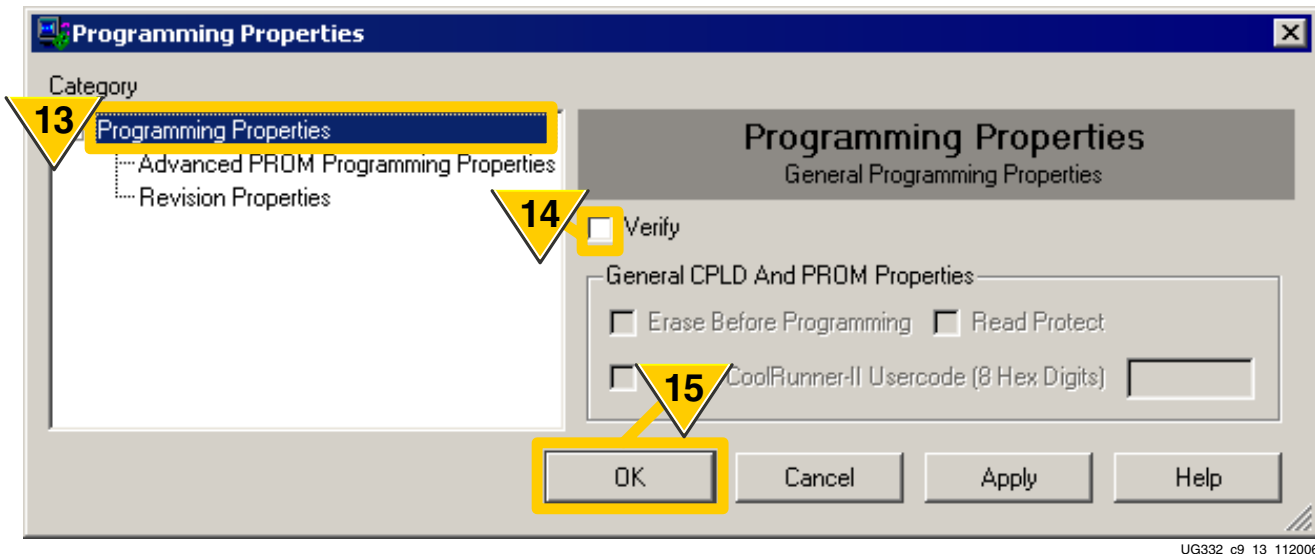 Programming Properties
Category
13
Programming Properties
Advanced PROM Programming Properties
Revision Properties
Programming Properties
General Programming Properties
14
Verify
General CPLD And PROM Properties
Erase Before Programming Read Protect
CoolRunner-II Usercode (8 Hex Digits)
15
OK Cancel Apply Help
UG332_c9_13_112006